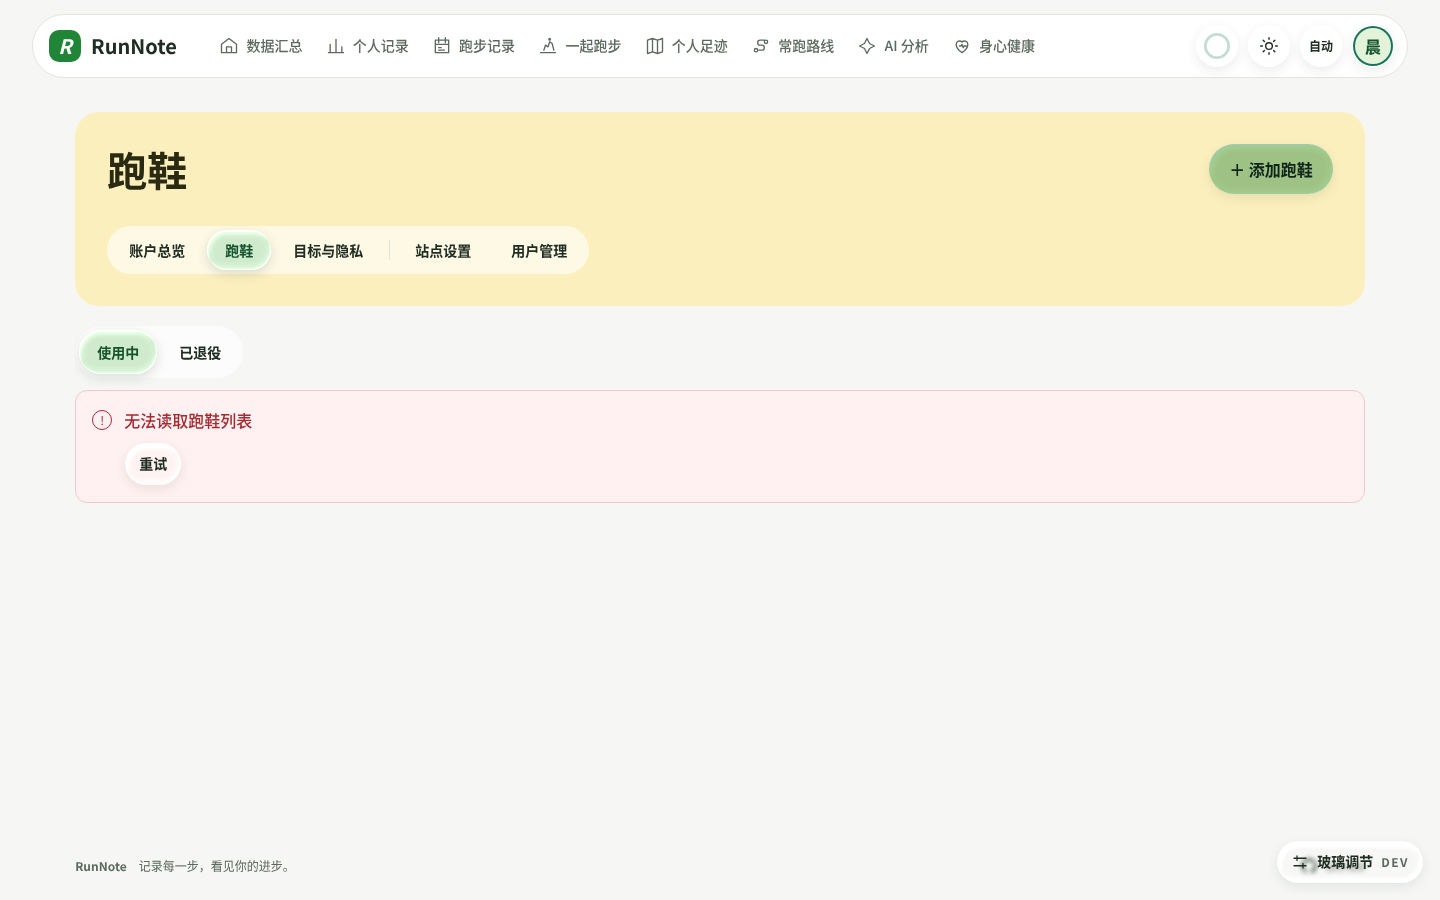 R RunNote 数据汇总 个人记录 跑步记录 一起跑步 个人足迹 常跑路线 AI 分析 身心健康 自动 晨
跑鞋
+ 添加跑鞋
账户总览 跑鞋 目标与隐私 站点设置 用户管理
使用中 已退役
! 无法读取跑鞋列表
重试
RunNote 记录每一步，看见你的进步。
玻璃调节 DEV